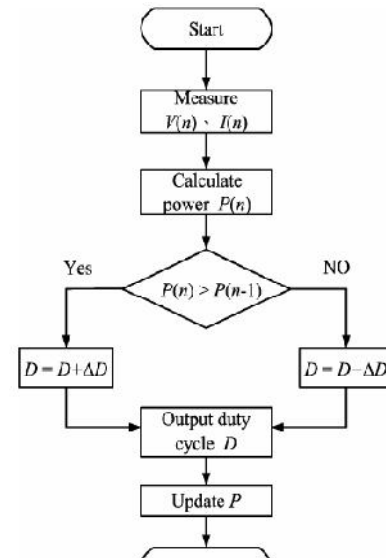 Start
Measure
V(n)、I(n)
Calculate
power P(n)
Yes
NO
P(n) > P(n-1)
D = D+ΔD
D = D−ΔD
Output duty
cycle D
Update P